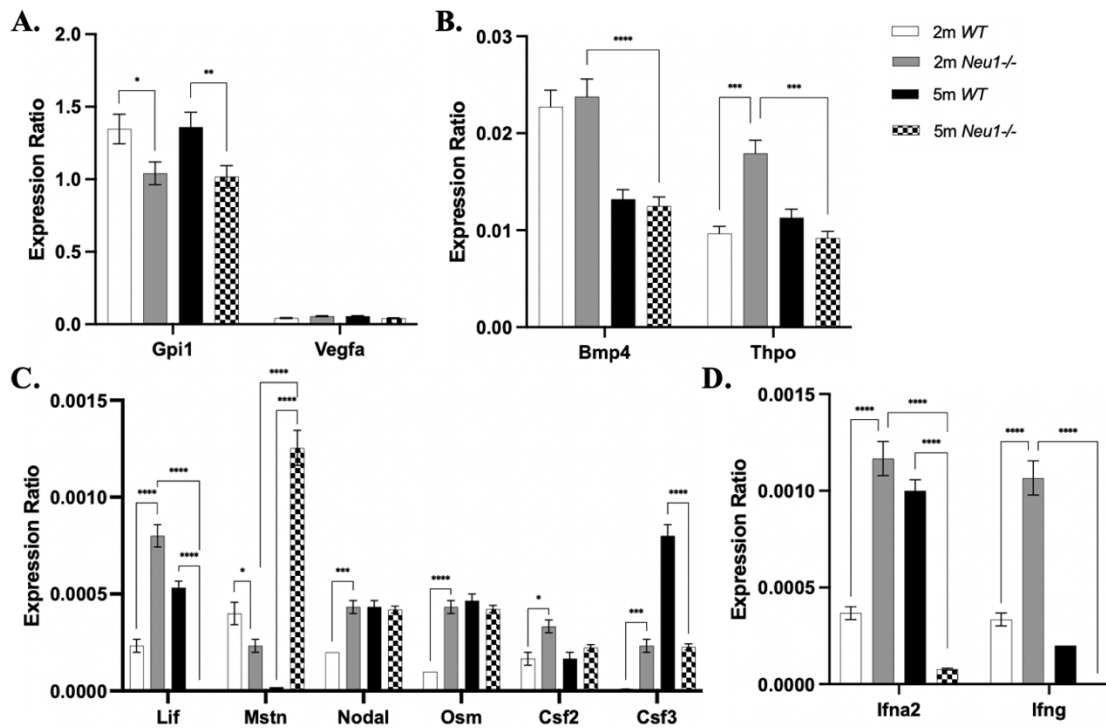 A.
2.0
1.5
1.0
0.5
0.0
Expression Ratio
*
**
Gpi1
Vegfa
B.
0.03
0.02
0.01
0.00
Expression Ratio
****
***
***
Bmp4
Thpo
2m WT
2m Neu1-/-
5m WT
5m Neu1-/-
C.
0.0015
0.0010
0.0005
0.0000
Expression Ratio
****
****
****
*
****
****
***
****
*
***
****
Lif
Mstn
Nodal
Osm
Csf2
Csf3
D.
0.0015
0.0010
0.0005
0.0000
Expression Ratio
****
****
****
****
****
Ifna2
Ifng